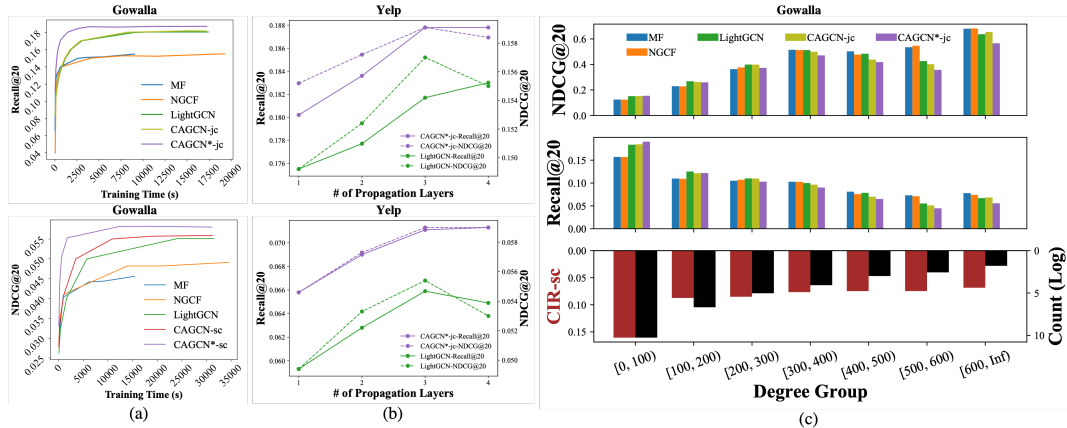 Gowalla
Recall@20
0.18
0.16
0.14
0.12
0.10
0.08
0.06
0.04
MF
NGCF
LightGCN
CAGCN-jc
CAGCN*-jc
0
2500
5000
7500
10000
12500
15000
17500
20000
Training Time (s)
Gowalla
NDCG@20
0.055
0.050
0.045
0.040
0.035
0.030
0.025
MF
NGCF
LightGCN
CAGCN-sc
CAGCN*-sc
0
5000
10000
15000
20000
25000
30000
35000
Training Time (s)
(a)
Yelp
Recall@20
0.188
0.186
0.184
0.182
0.180
0.178
0.176
NDCG@20
0.159
0.156
0.153
0.150
CAGCN*-jc-Recall@20
CAGCN*-jc-NDCG@20
LightGCN-Recall@20
LightGCN-NDCG@20
1 2 3 4
# of Propagation Layers
Yelp
Recall@20
0.070
0.068
0.066
0.064
0.062
0.060
NDCG@20
0.058
0.056
0.054
0.052
0.050
CAGCN*-jc-Recall@20
CAGCN*-jc-NDCG@20
LightGCN-Recall@20
LightGCN-NDCG@20
1 2 3 4
# of Propagation Layers
(b)
Gowalla
NDCG@20
0.6
0.4
0.2
0.0
MF
NGCF
LightGCN
CAGCN-jc
CAGCN*-jc
Recall@20
0.15
0.10
0.05
0.00
CIR-sc
0.00
0.05
0.10
0.15
0
5
10
Count (Log)
[0, 100)
[100, 200)
[200, 300)
[300, 400)
[400, 500)
[500, 600)
[600, Inf)
Degree Group
(c)